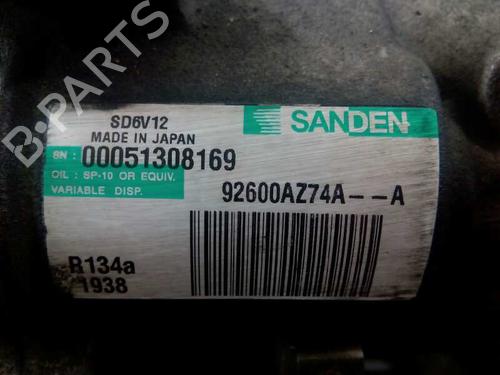 B-PARTS
SD6V12
MADE IN JAPAN
SANDEN
SN: 00051308169
OIL : SP-10 OR EQUIV.
VARIABLE DISP.
92600AZ74A--A
R134a
1938